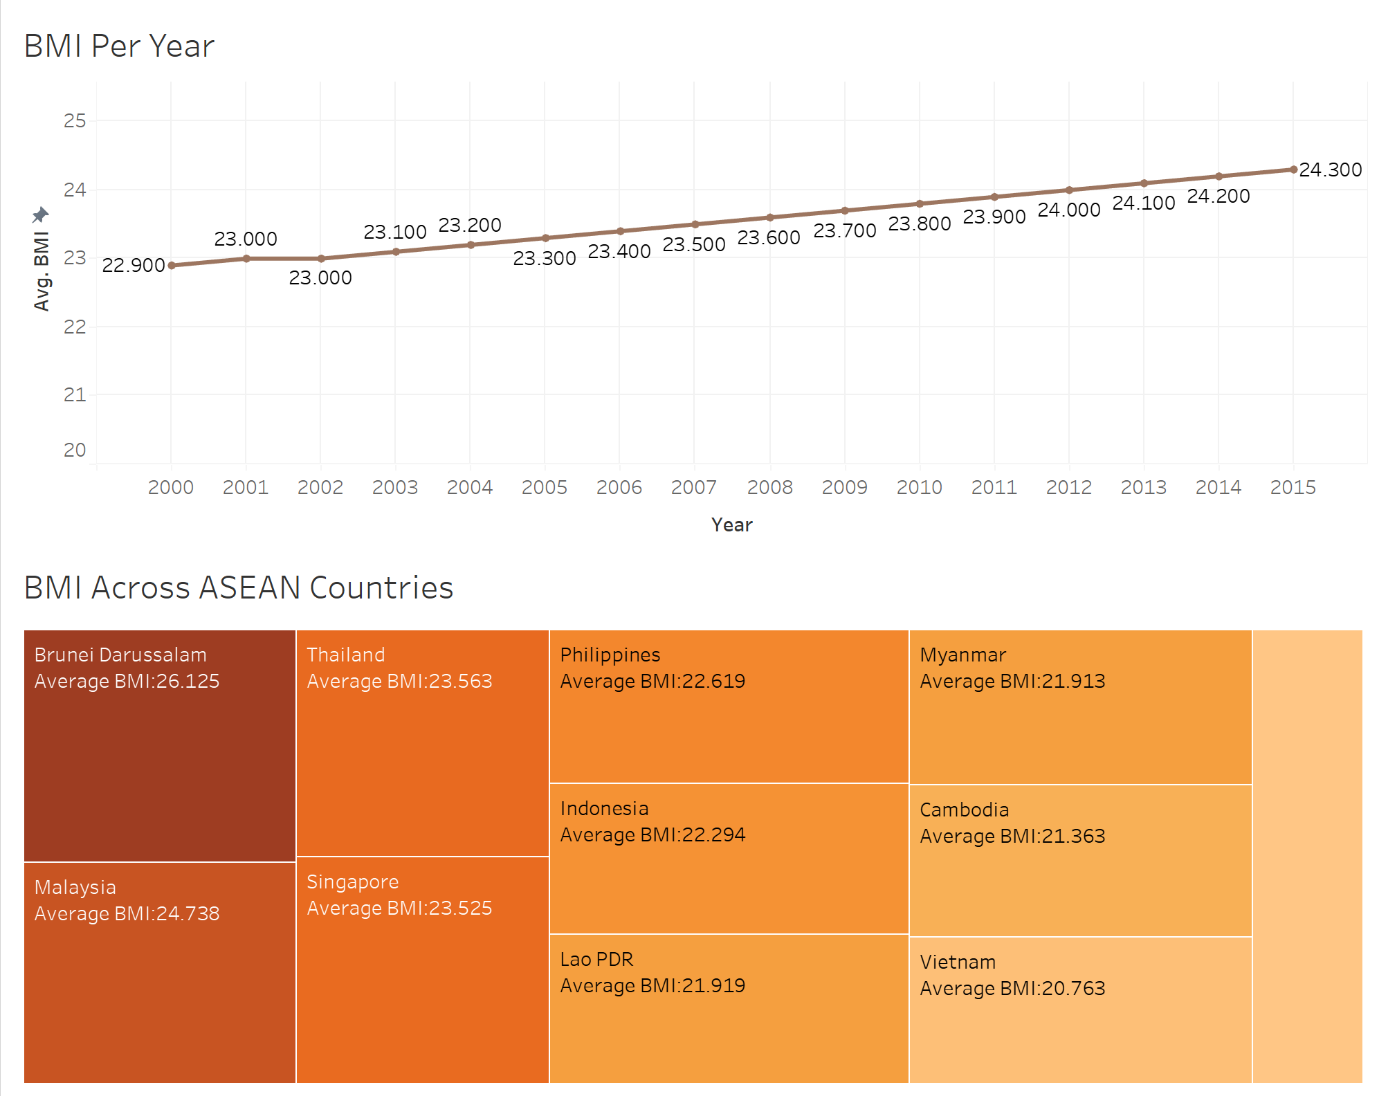 BMI Per Year
25
24
23
22
21
20
Avg. BMI
22.900
23.000
23.000
23.100
23.200
23.300
23.400
23.500
23.600
23.700
23.800
23.900
24.000
24.100
24.200
24.300
2000 2001 2002 2003 2004 2005 2006 2007 2008 2009 2010 2011 2012 2013 2014 2015
Year
BMI Across ASEAN Countries
Brunei Darussalam
Average BMI:26.125
Malaysia
Average BMI:24.738
Thailand
Average BMI:23.563
Singapore
Average BMI:23.525
Philippines
Average BMI:22.619
Indonesia
Average BMI:22.294
Lao PDR
Average BMI:21.919
Myanmar
Average BMI:21.913
Cambodia
Average BMI:21.363
Vietnam
Average BMI:20.763